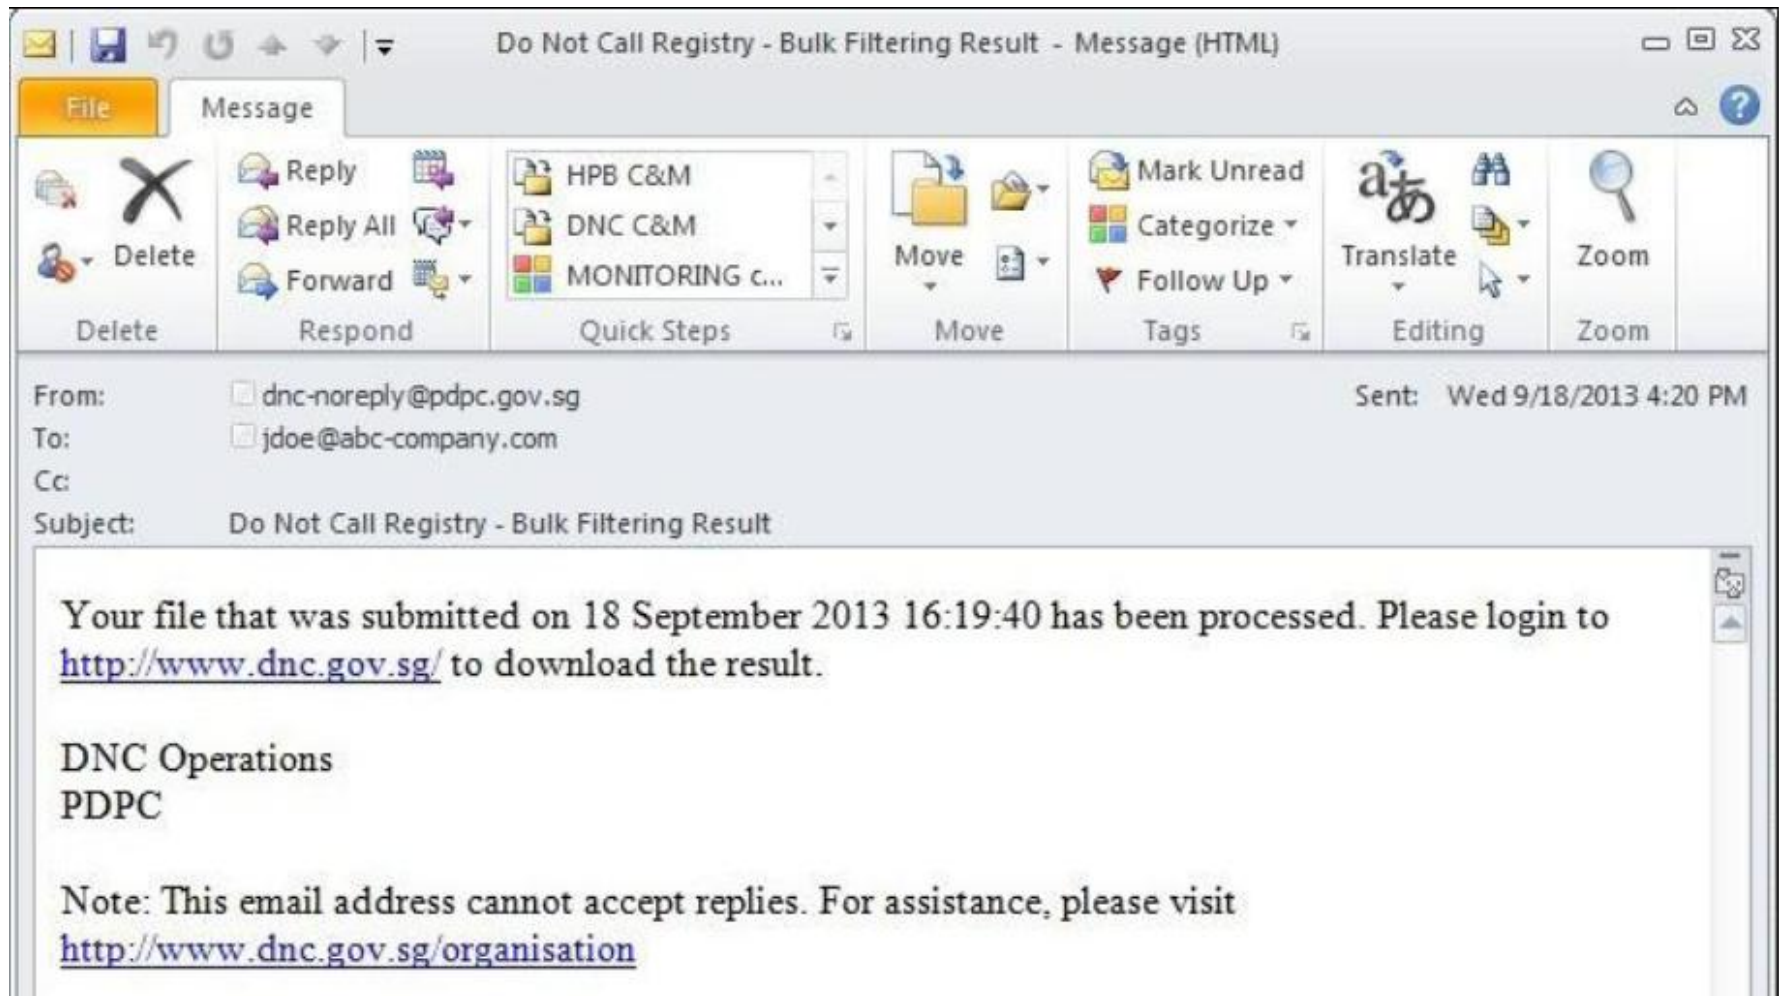 Do Not Call Registry - Bulk Filtering Result - Message (HTML)
File Message
Reply
Reply All
Forward
Delete
Delete
Respond
HPB C&M
DNC C&M
MONITORING c...
Quick Steps
Move
Move
Mark Unread
Categorize
Follow Up
Tags
Translate
Editing
Zoom
Zoom
From: dnc-noreply@pdpc.gov.sg Sent: Wed 9/18/2013 4:20 PM
To: jdoe@abc-company.com
Cc:
Subject: Do Not Call Registry - Bulk Filtering Result
Your file that was submitted on 18 September 2013 16:19:40 has been processed. Please login to
http://www.dnc.gov.sg/ to download the result.
DNC Operations
PDPC
Note: This email address cannot accept replies. For assistance, please visit
http://www.dnc.gov.sg/organisation